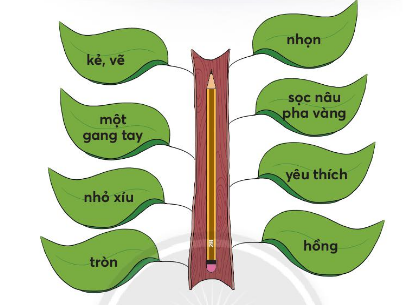 kẻ, vẽ
một
gang tay
nhỏ xíu
tròn
nhọn
sọc nâu
pha vàng
yêu thích
hồng